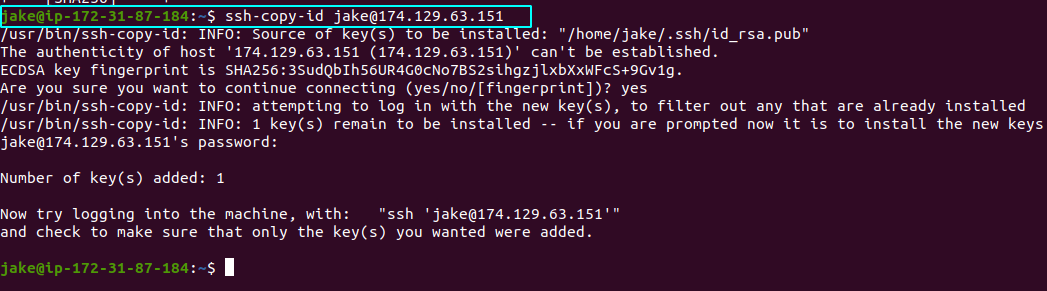 jake@ip-172-31-87-184:~$ ssh-copy-id jake@174.129.63.151
/usr/bin/ssh-copy-id: INFO: Source of key(s) to be installed: "/home/jake/.ssh/id_rsa.pub"
The authenticity of host '174.129.63.151 (174.129.63.151)' can't be established.
ECDSA key fingerprint is SHA256:3SudQbIh56UR4G0cNo7BS2sihgzjlxbXxWFcS+9Gv1g.
Are you sure you want to continue connecting (yes/no/[fingerprint])? yes
/usr/bin/ssh-copy-id: INFO: attempting to log in with the new key(s), to filter out any that are already installed
/usr/bin/ssh-copy-id: INFO: 1 key(s) remain to be installed -- if you are prompted now it is to install the new keys
jake@174.129.63.151's password:
Number of key(s) added: 1
Now try logging into the machine, with:   "ssh 'jake@174.129.63.151'"
and check to make sure that only the key(s) you wanted were added.
jake@ip-172-31-87-184:~$